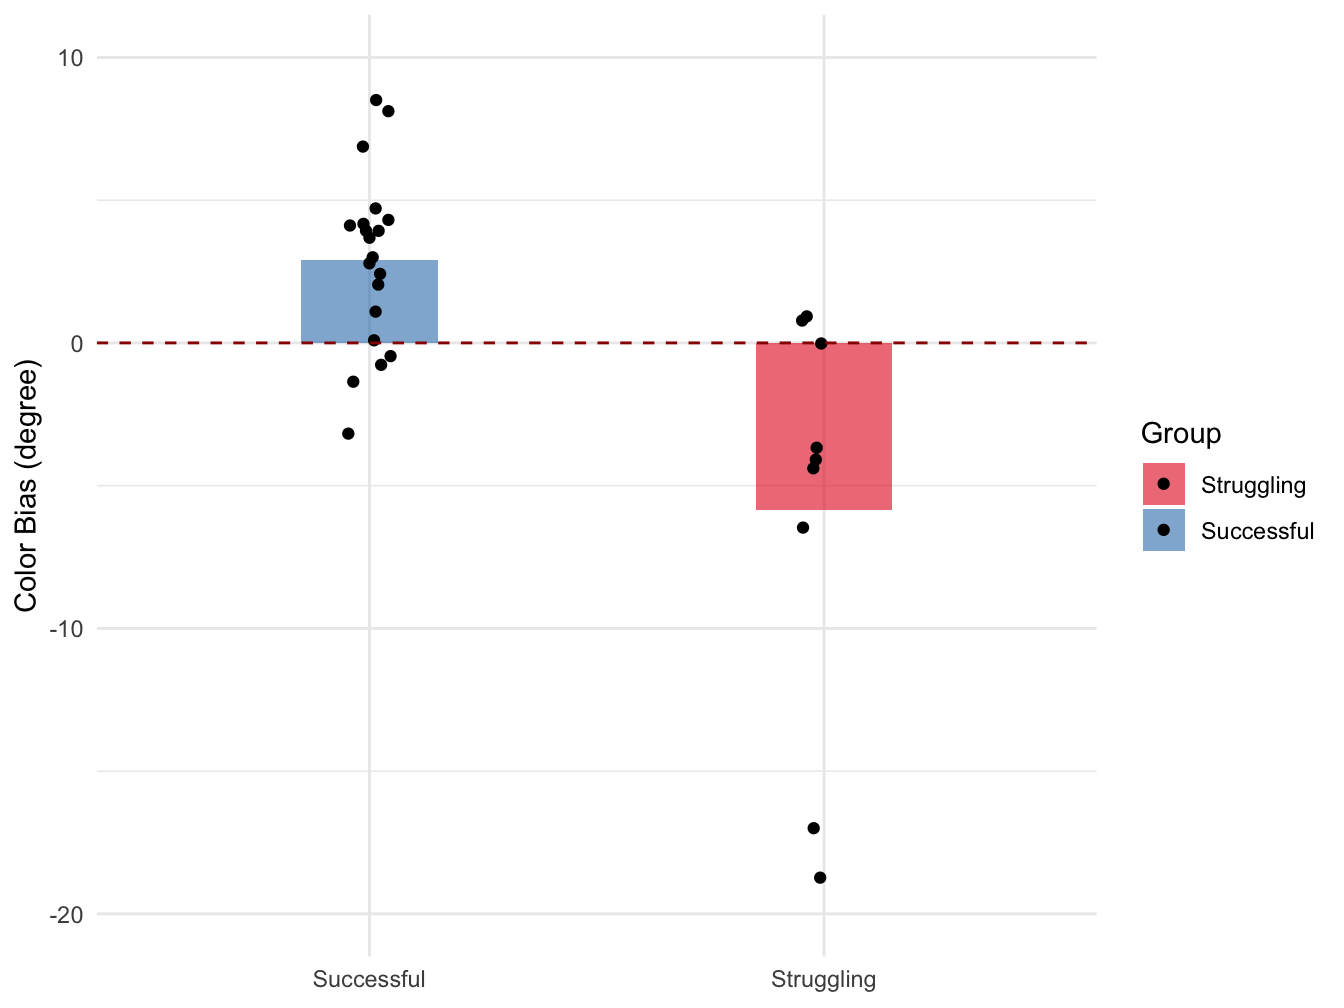 10
0
-10
-20
Color Bias (degree)
Successful
Struggling
Group
Struggling
Successful